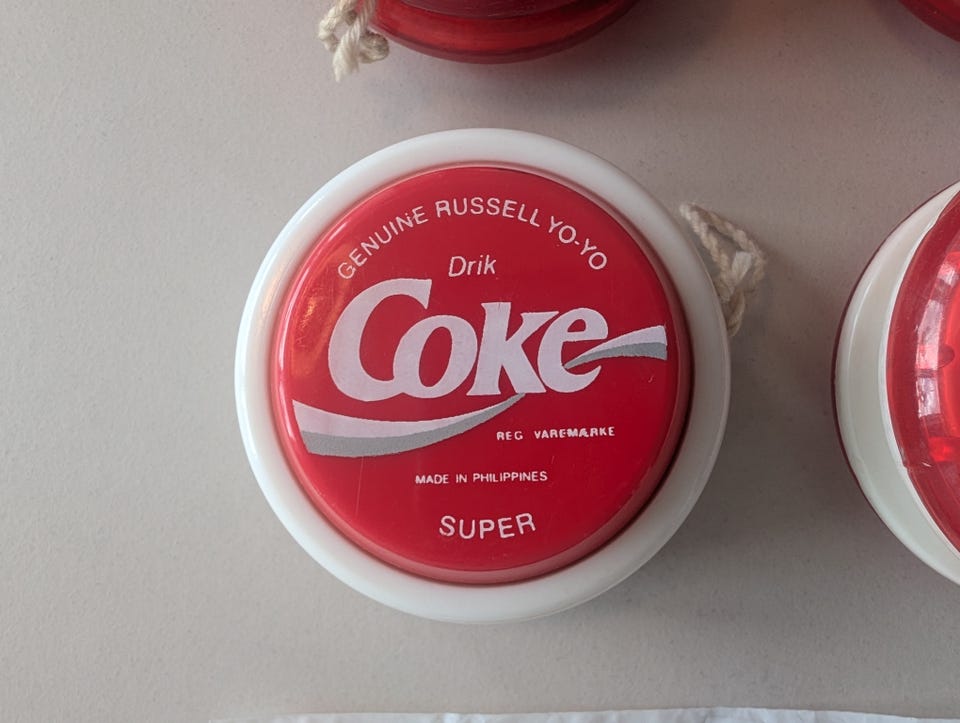 GENUINE RUSSELL YO-YO
Drik
Coke
REG VAREMÆRKE
MADE IN PHILIPPINES
SUPER